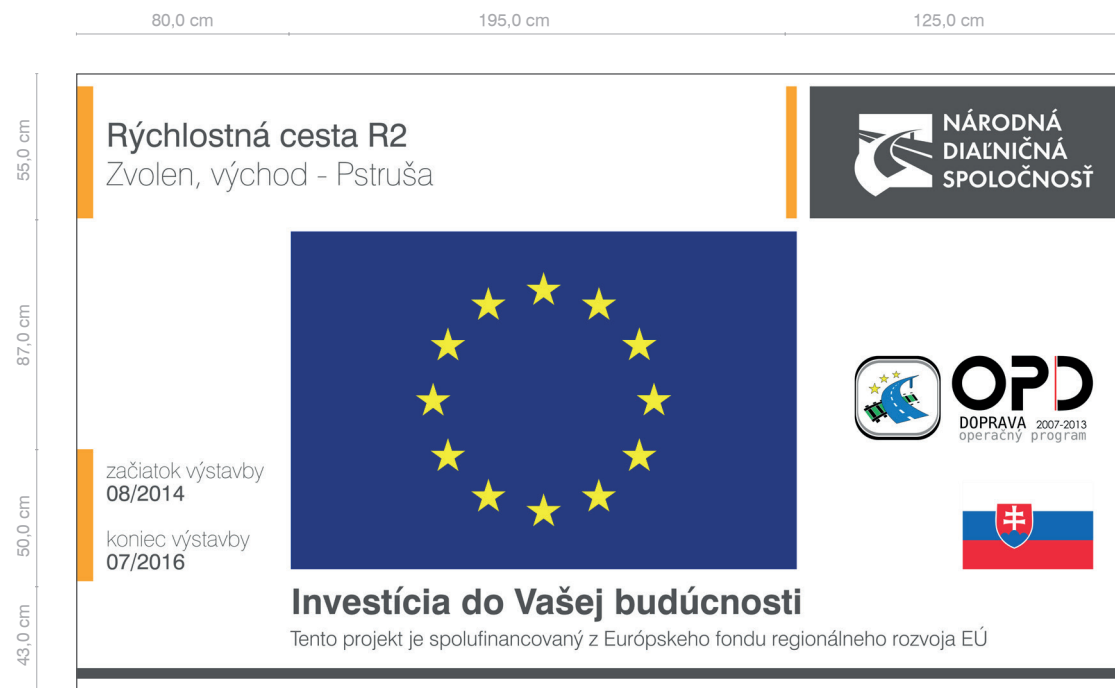 80,0 cm
195,0 cm
125,0 cm
55,0 cm
87,0 cm
50,0 cm
43,0 cm
Rýchlostná cesta R2
Zvolen, východ - Pstruša
NÁRODNÁ
DIAĽNIČNÁ
SPOLOČNOSŤ
OPD
DOPRAVA 2007-2013
operačný program
začiatok výstavby
08/2014
koniec výstavby
07/2016
Investícia do Vašej budúcnosti
Tento projekt je spolufinancovaný z Európskeho fondu regionálneho rozvoja EÚ